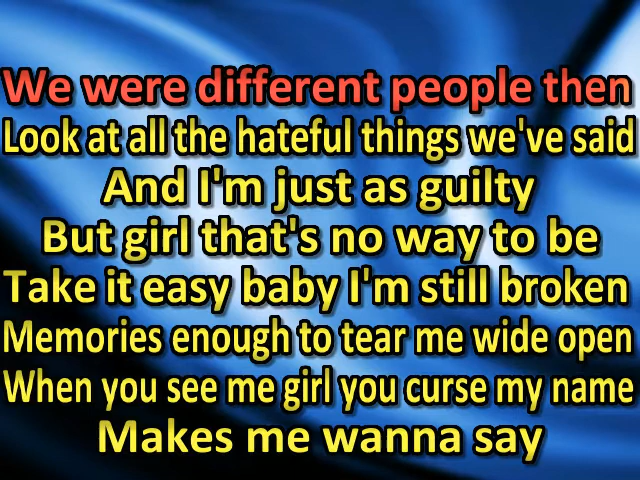 We were different people then
Look at all the hateful things we've said
And I'm just as guilty
But girl that's no way to be
Take it easy baby I'm still broken
Memories enough to tear me wide open
When you see me girl you curse my name
Makes me wanna say